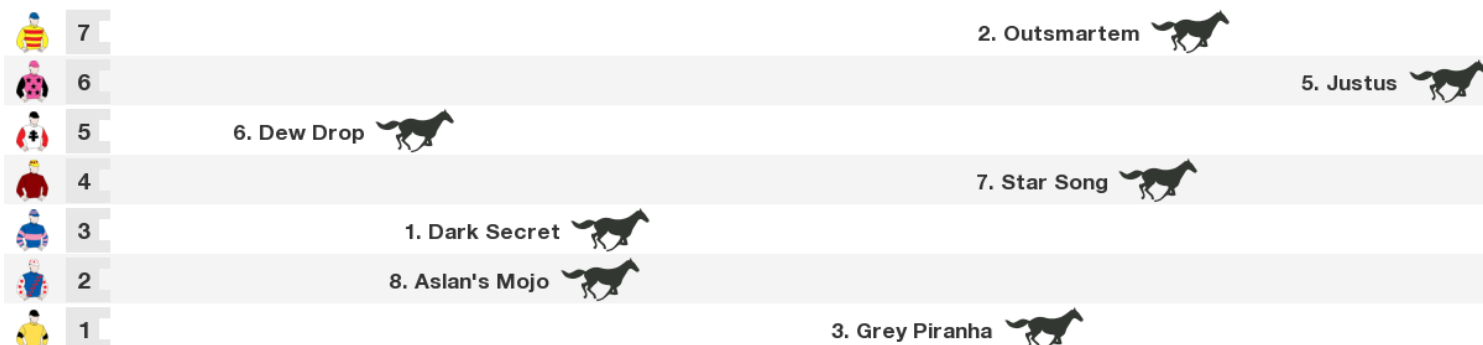 7 2. Outsmartem
6 5. Justus
5 6. Dew Drop
4 7. Star Song
3 1. Dark Secret
2 8. Aslan's Mojo
1 3. Grey Piranha